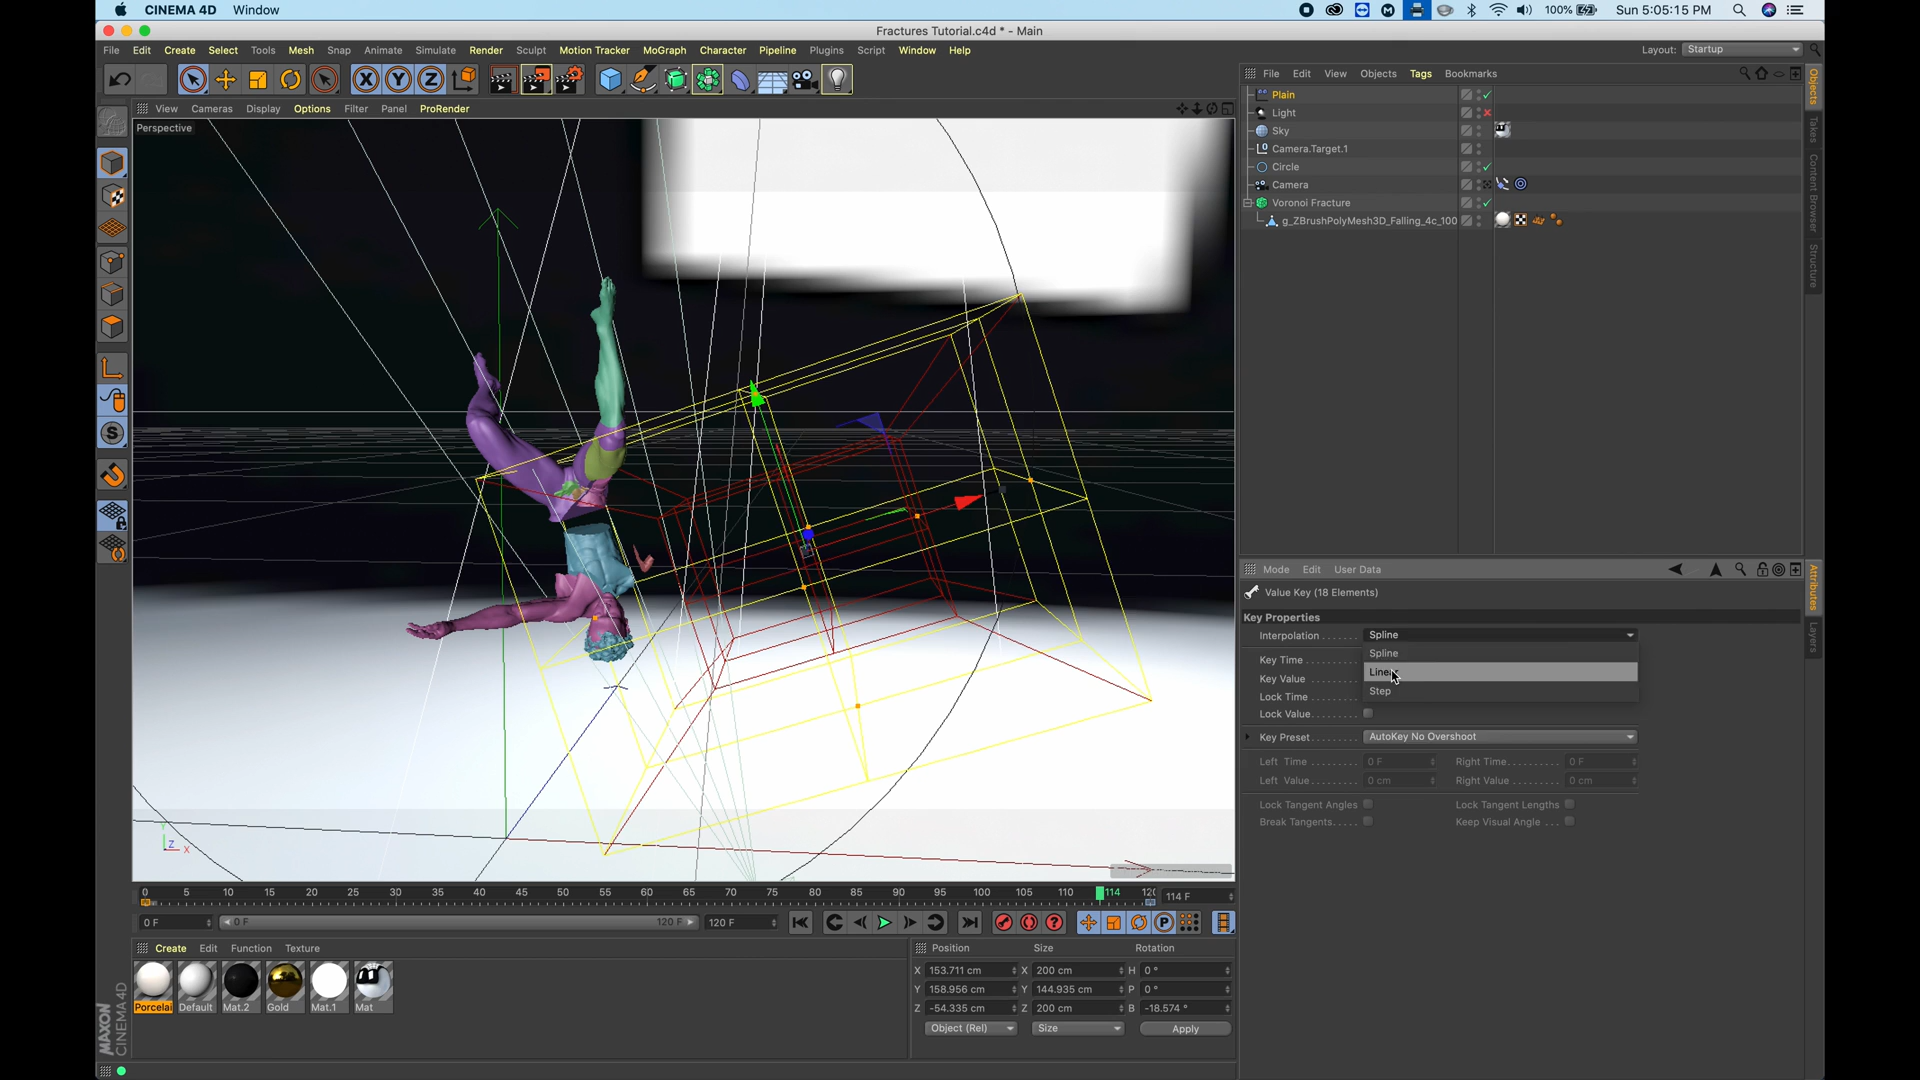 CINEMA 4D Window
100% Sun 5:05:15 PM
Fractures Tutorial.c4d * - Main
File Edit Create Select Tools Mesh Snap Animate Simulate Render Sculpt Motion Tracker MoGraph Character Pipeline Plugins Script Window Help Layout: Startup
X Y Z
File Edit View Objects Tags Bookmarks
View Cameras Display Options Filter Panel ProRender
Perspective
Plain
Light
Sky
Camera.Target.1
Circle
Camera
Voronoi Fracture
g_ZBrushPolyMesh3D_Falling_4c_100
Objects
Takes
Content Browser
Structure
Mode Edit User Data
Value Key (18 Elements)
Key Properties
Interpolation Spline
Spline
Step
Key Time
Key Value
Lock Time
Lock Value
Key Preset AutoKey No Overshoot
Left Time 0 F Right Time 0 F
Left Value 0 cm Right Value 0 cm
Lock Tangent Angles Lock Tangent Lengths
Break Tangents Keep Visual Angle
Attributes
Layers
Y
Z X
0 5 10 15 20 25 30 35 40 45 50 55 60 65 70 75 80 85 90 95 100 105 110 114 114 F
0 F 0 F 120 F 120 F
Create Edit Function Texture
Porcelai Default Mat.2 Gold Mat.1 Mat
Position Size Rotation
X 153.711 cm X 200 cm H 0 °
Y 158.956 cm Y 144.935 cm P 0 °
Z -54.335 cm Z 200 cm B -18.574 °
Object (Rel) Size Apply
MAXON
CINEMA 4D